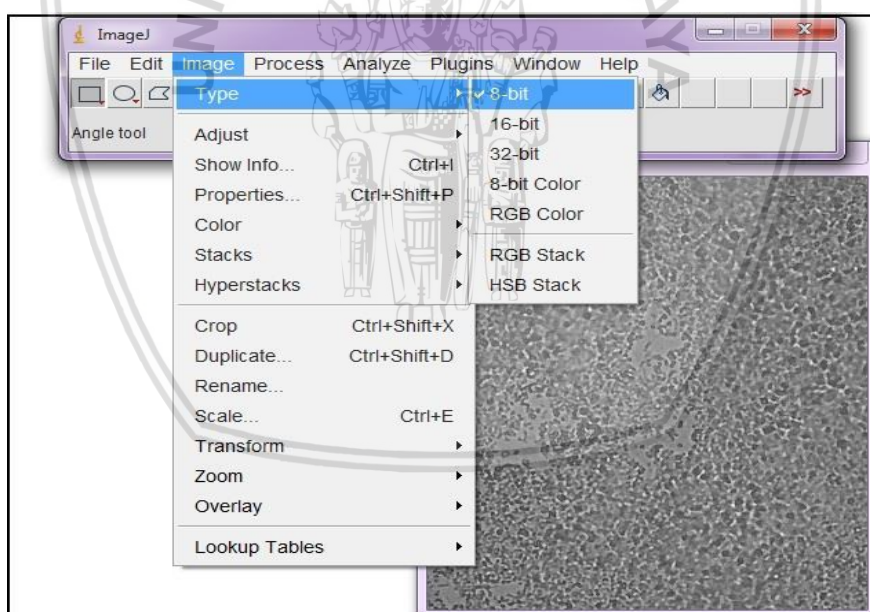 ImageJ
File Edit Image Process Analyze Plugins Window Help
>>
Angle tool
Type
Adjust
Show Info... Ctrl+I
Properties... Ctrl+Shift+P
Color
Stacks
Hyperstacks
Crop Ctrl+Shift+X
Duplicate... Ctrl+Shift+D
Rename...
Scale... Ctrl+E
Transform
Zoom
Overlay
Lookup Tables
8-bit
16-bit
32-bit
8-bit Color
RGB Color
RGB Stack
HSB Stack
AYA